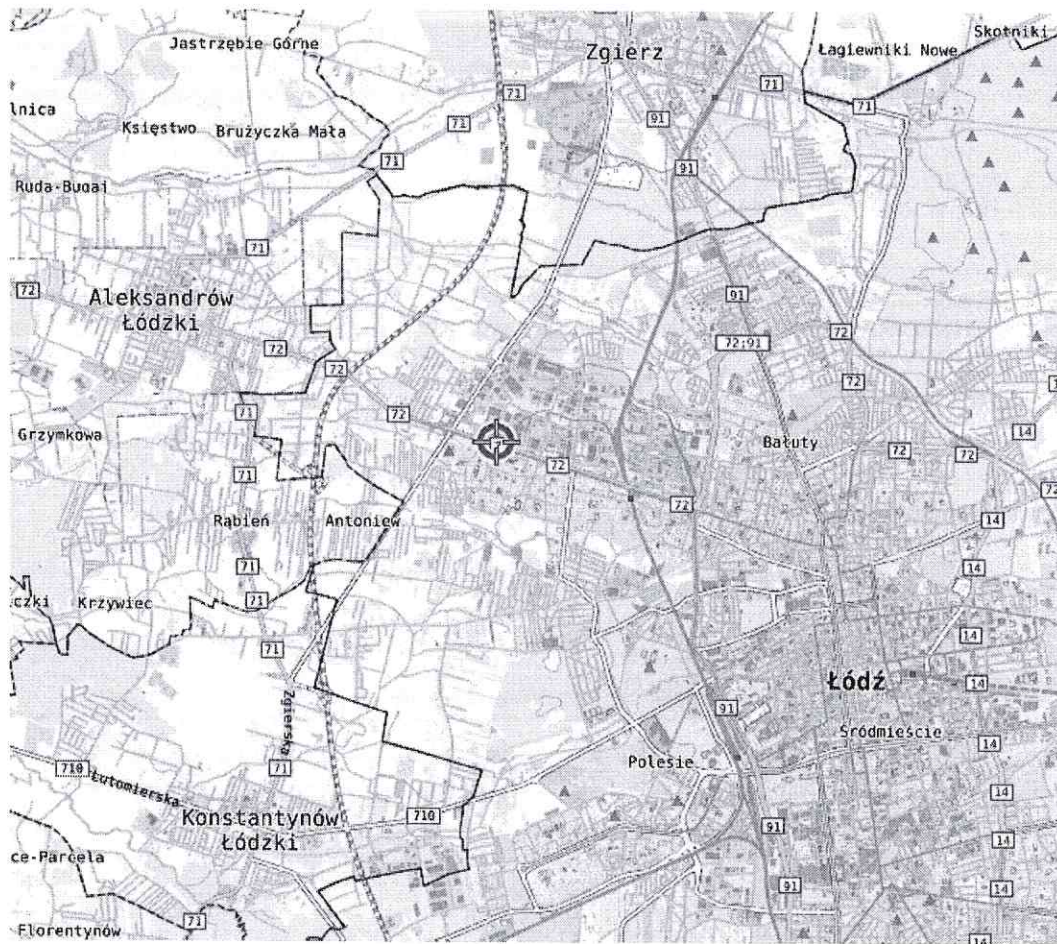 Skotniki
Jastrzębie Górne
Zgierz
Łagiewniki Nowe
71
71
71
lnica
91
71
Księstwo
Brużyczka Mała
71
91
Ruda-Bugaj
71
72
91
Aleksandrów
Łódzki
72
72:91
72
72
72
71
72
14
Grzymkowa
Bałuty
72
72
72
71
72
72
Rąbień
Antoniew
14
71
14
czki
Krzywiec
71
14
71
Łódź
14
91
Zgierska
Śródmieście
14
Polesie
710
Lutomierska
71
14
Konstantynów
Łódzki
710
91
14
ce-Parcela
91
14
71
Florentynów
14